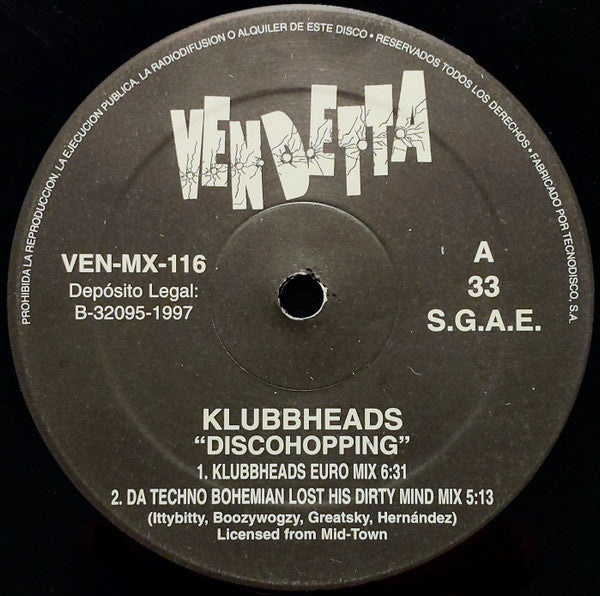 PROHIBIDA LA REPRODUCCION, LA EJECUCION PUBLICA, LA RADIODIFUSION O ALQUILER DE ESTE DISCO • RESERVADOS TODOS LOS DERECHOS • FABRICADO POR TECNODISCO, S.A.
VENDETTA
VEN-MX-116
Depósito Legal:
B-32095-1997
A
33
S.G.A.E.
KLUBBHEADS
“DISCOHOPPING”
1. KLUBBHEADS EURO MIX 6:31
2. DA TECHNO BOHEMIAN LOST HIS DIRTY MIND MIX 5:13
(Ittybitty, Boozywogzy, Greatsky, Hernández)
Licensed from Mid-Town